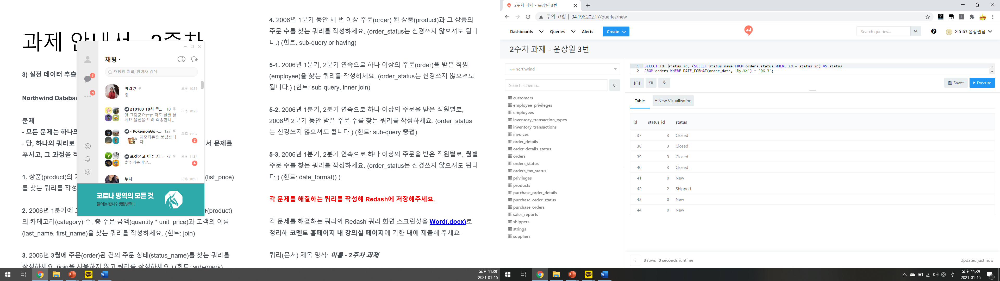 과제 안내서 - 2주차
3) 실전 데이터 추출
Northwind Databas
문제
- 모든 문제는 하나의
- 단, 하나의 쿼리로
서 문제를
푸시고, 그 과정을 적
1. 상품(product)의 카
(list_price)
를 찾는 쿼리를 작성
2. 2006년 1분기에 고
품(product)
의 카테고리(category) 수, 총 주문 금액(quantity * unit_price)과 고객의 이름
(last_name, first_name)을 찾는 쿼리를 작성하세요. (힌트: join)
3. 2006년 3월에 주문(order)된 건의 주문 상태(status_name)를 찾는 쿼리를
작성하세요. (join을 사용하지 않고 쿼리를 작성하세요.) (힌트: sub-query)
채팅
채팅방 이름, 참여자 검색
6
N
미리♡
오후 10:35
넹
210103 18시 코... 10
오후 10:23
앗 그렇군요ㅠㅠ 저도 한번 볼
게요 불편을 드려 죄송합니...
<PokemonGo>... 127
오후 11:37
이모티콘을 보냈습니
다.
2
포켓몬고 이수 지... 37
오후 11:34
훈수기준미달....
4
누나
오후 10:50
코로나 방역의 모든 것
들어는 봤나? 생활방역!!
4. 2006년 1분기 동안 세 번 이상 주문(order) 된 상품(product)과 그 상품의
주문 수를 찾는 쿼리를 작성하세요. (order_status는 신경쓰지 않으셔도 됩니
다.) (힌트: sub-query or having)
5-1. 2006년 1분기, 2분기 연속으로 하나 이상의 주문(order)을 받은 직원
(employee)을 찾는 쿼리를 작성하세요. (order_status는 신경쓰지 않으셔도
됩니다.) (힌트: sub-query, inner join)
5-2. 2006년 1분기, 2분기 연속으로 하나 이상의 주문을 받은 직원별로,
2006년 2분기 동안 받은 주문 수를 찾는 쿼리를 작성하세요. (order_status
는 신경쓰지 않으셔도 됩니다.) (힌트: sub-query 중첩)
5-3. 2006년 1분기, 2분기 연속으로 하나 이상의 주문을 받은 직원별로, 월별
주문 수를 찾는 쿼리를 작성하세요. (order_status는 신경쓰지 않으셔도 됩니
다.) (힌트: date_format() )
각 문제를 해결하는 쿼리를 작성해 Redash에 저장해주세요.
각 문제를 해결하는 쿼리와 Redash 쿼리 화면 스크린샷을 Word(.docx)로
정리해 코멘토 홈페이지 내 강의실 페이지에 기한 내에 제출해 주세요.
쿼리(문서) 제목 양식: 이름 - 2주차 과제
TALK
오후 11:39
2021-01-15
2주차 과제 - 윤상원 3번
주의 요함 | 34.196.202.17/queries/new
Dashboards Queries Alerts Create
Search queries...
210103 윤상원님
2주차 과제 - 윤상원 3번
northwind
Search schema...
customers
employee_privileges
employees
inventory_transaction_types
inventory_transactions
invoices
order_details
order_details_status
orders
orders_status
orders_tax_status
privileges
products
purchase_order_details
purchase_order_status
purchase_orders
sales_reports
shippers
strings
suppliers
1 SELECT id, status_id, (SELECT status_name FROM orders_status WHERE id = status_id) AS status
2 FROM orders WHERE DATE_FORMAT(order_date, '%y.%c') = '06.3';
{{ }}
Save*
Execute
Table
+ New Visualization
id status_id status
37 3 Closed
38 3 Closed
39 3 Closed
40 3 Closed
41 0 New
42 2 Shipped
43 0 New
44 0 New
8 rows 0 seconds runtime
Updated just now
TALK
오후 11:39
2021-01-15
1